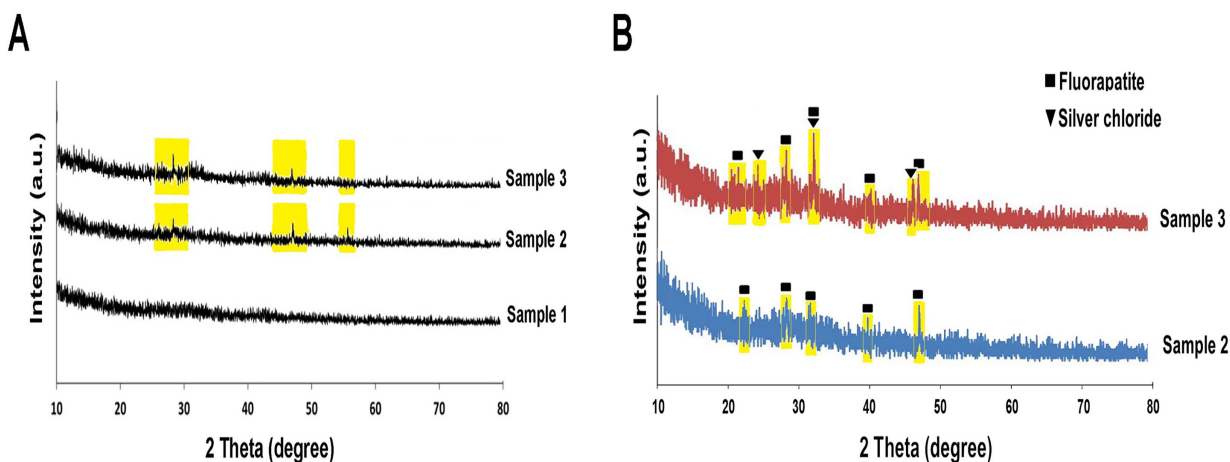 A
Intensity (a.u.)
Sample 3
Sample 2
Sample 1
10 20 30 40 50 60 70 80
2 Theta (degree)
B
Fluorapatite
Silver chloride
Intensity (a.u.)
Sample 3
Sample 2
10 20 30 40 50 60 70 80
2 Theta (degree)